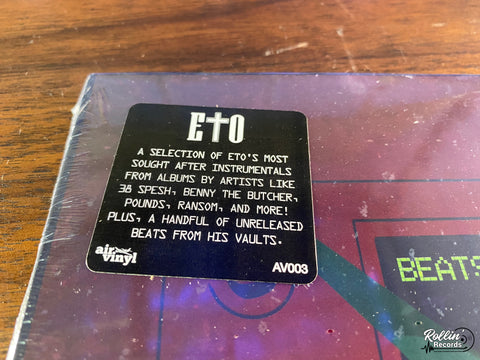 ETO
A SELECTION OF ETO'S MOST
SOUGHT AFTER INSTRUMENTALS
FROM ALBUMS BY ARTISTS LIKE
38 SPESH, BENNY THE BUTCHER,
POUNDS, RANSOM, AND MORE!
PLUS, A HANDFUL OF UNRELEASED
BEATS FROM HIS VAULTS.
air
vinyl
AV003
BEATS
Rollin'
Records